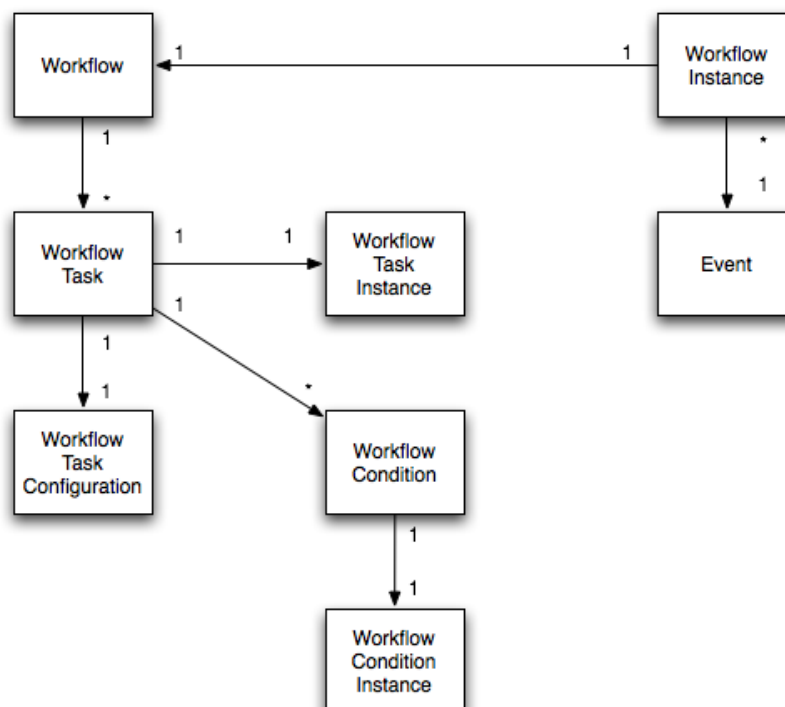 Workflow
1
1
Workflow
Instance
1
*
*
1
Workflow
Task
1
1
Workflow
Task
Instance
Event
1
1
*
1
Workflow
Task
Configuration
Workflow
Condition
1
1
Workflow
Condition
Instance